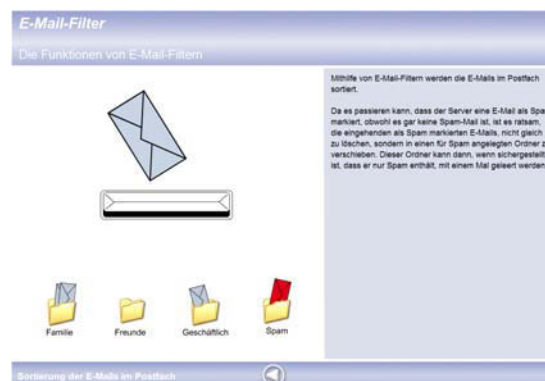 E-Mail-Filter
Die Funktionen von E-Mail-Filtern
Mithilfe von E-Mail-Filtern werden die E-Mails im Postfach
sortiert.
Da es passieren kann, dass der Server eine E-Mail als Spa
markiert, obwohl es gar keine Spam-Mail ist, ist es ratsam,
die eingehenden als Spam markierten E-Mails, nicht gleich
zu löschen, sondern in einen für Spam angelegten Ordner z
verschieben. Dieser Ordner kann dann, wenn sichergestellt
ist, dass er nur Spam enthält, mit einem Mal geleert werden
Familie
Freunde
Geschäftlich
Spam
Sortierung der E-Mails im Postfach